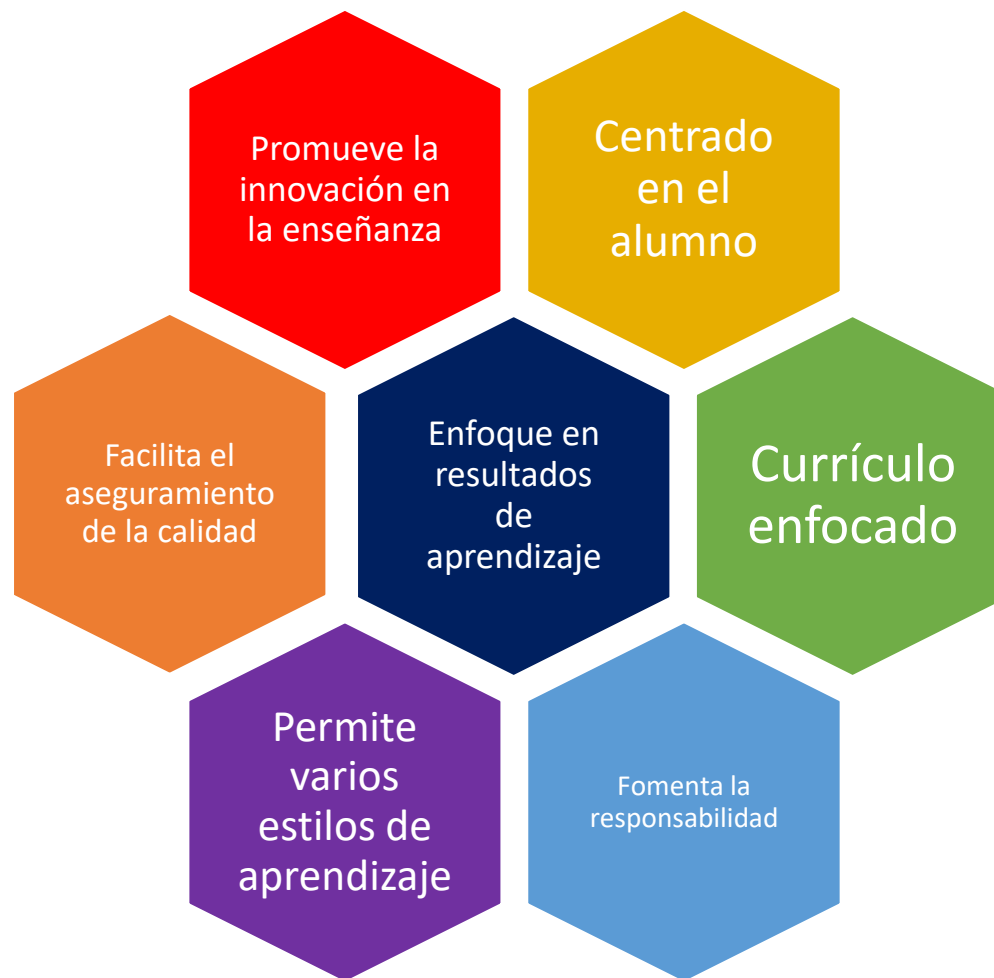 Promueve la
innovación en
la enseñanza
Centrado
en el
alumno
Facilita el
aseguramiento
de la calidad
Enfoque en
resultados
de
aprendizaje
Currículo
enfocado
Permite
varios
estilos de
aprendizaje
Fomenta la
responsabilidad